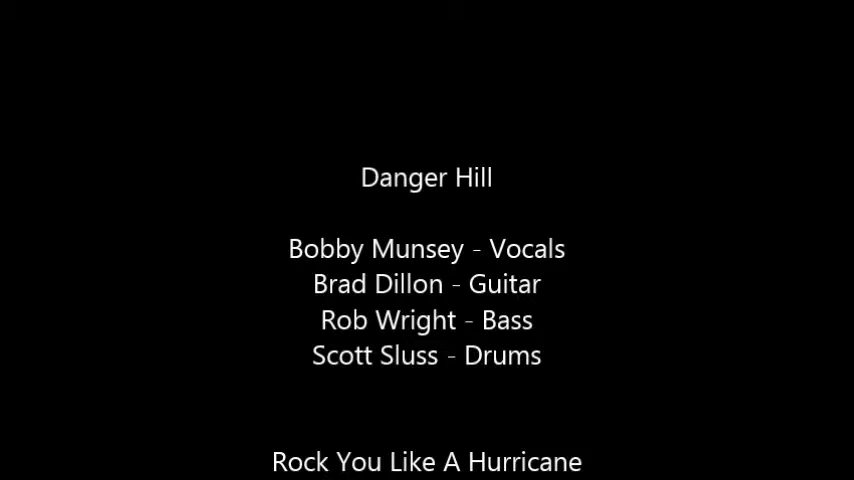 Danger Hill
Bobby Munsey - Vocals
Brad Dillon - Guitar
Rob Wright - Bass
Scott Sluss - Drums
Rock You Like A Hurricane